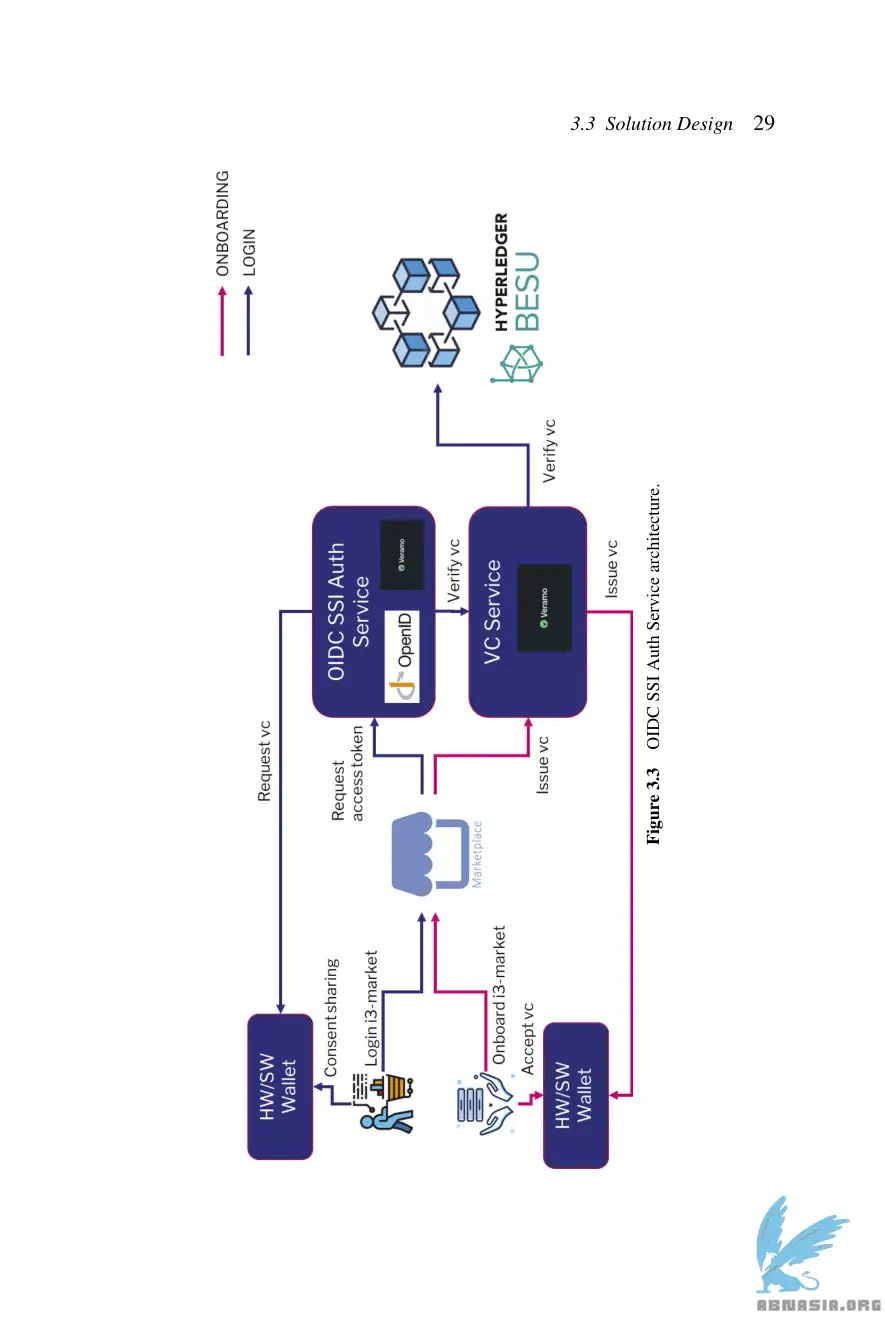 3.3 Solution Design 29
ONBOARDING
LOGIN
HW/SW
Wallet
Request vc
Consent sharing
Login i3-market
Request
access token
OIDC SSI Auth
Service
OpenID
Veramo
Verify vc
Marketplace
Onboard i3-market
Accept vc
HW/SW
Wallet
Issue vc
VC Service
Veramo
Issue vc
Verify vc
HYPERLEDGER
BESU
Figure 3.3 OIDC SSI Auth Service architecture.
ABNASIA.ORG